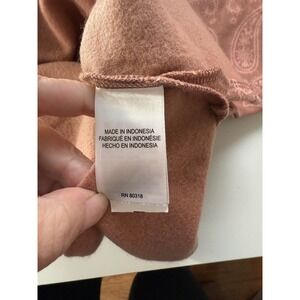 MADE IN INDONESIA
FABRIQUÉ EN INDONÉSIE
HECHO EN INDONESIA
RN 80318